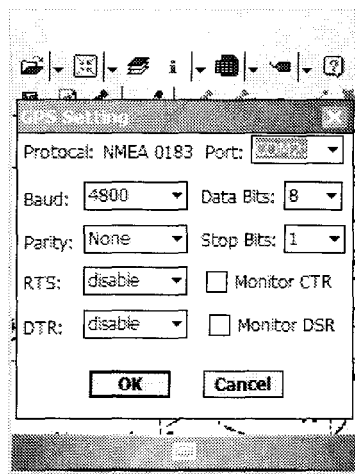 GPS Setting
Protocal: NMEA 0183 Port:
Baud: 4800 Data Bits: 8
Parity: None Stop Bits: 1
RTS: disable Monitor CTR
DTR: disable Monitor DSR
OK Cancel